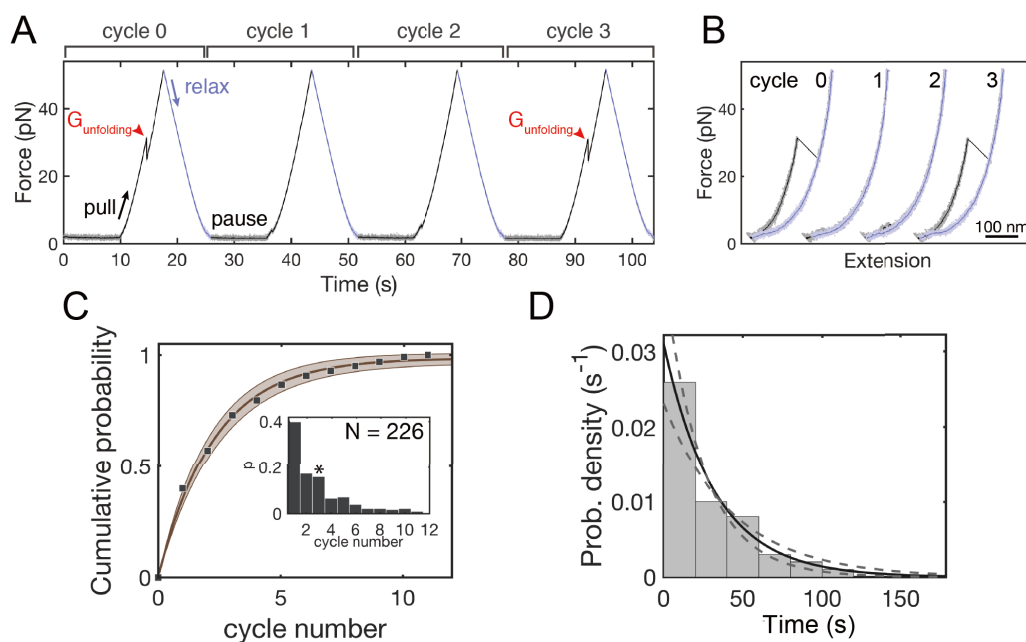 A
cycle 0 cycle 1 cycle 2 cycle 3
Force (pN)
40
20
0
G unfolding
relax
pull
pause
G unfolding
0 10 20 30 40 50 60 70 80 90 100
Time (s)
B
cycle 0 1 2 3
Force (pN)
40
20
0
100 nm
Extension
C
Cumulative probability
1
0.5
0
0 5 10
cycle number
N = 226
p
0.4
0.2
0
*
2 4 6 8 10 12
cycle number
D
Prob. density (s⁻¹)
0.03
0.02
0.01
0
0 50 100 150
Time (s)